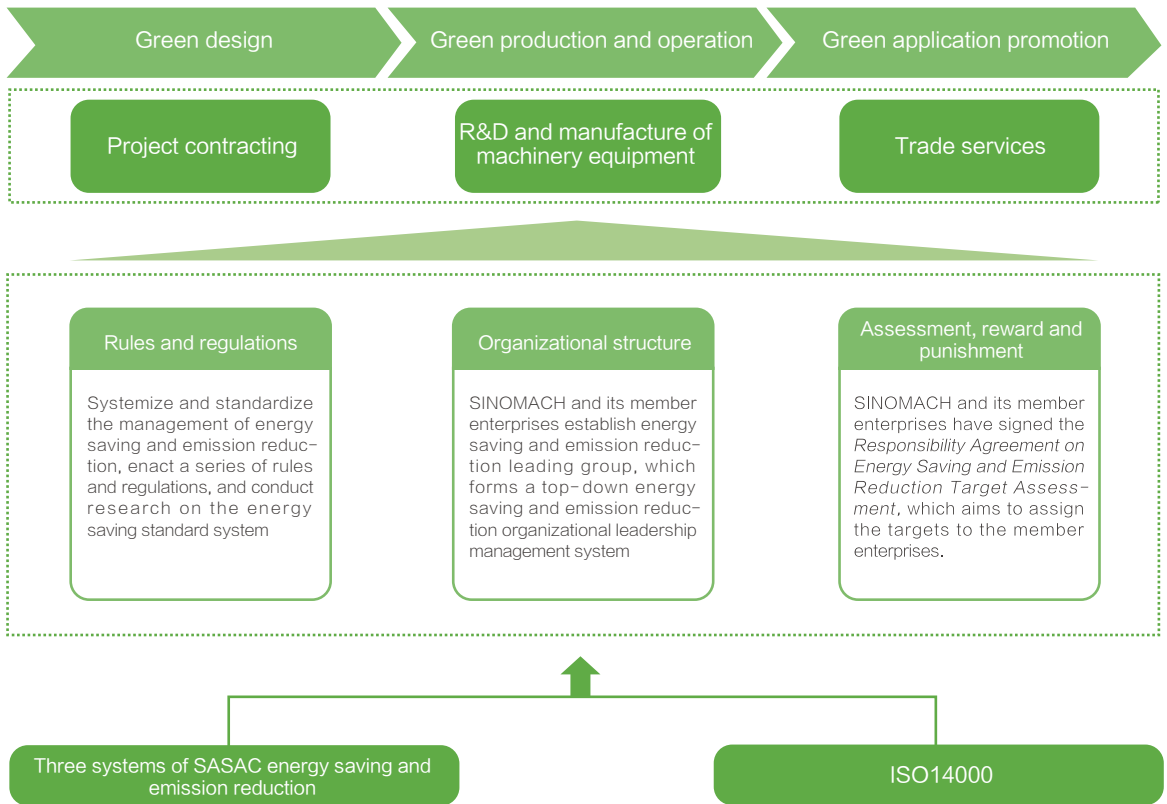 Green design
Green production and operation
Green application promotion
Project contracting
R&D and manufacture of
machinery equipment
Trade services
Rules and regulations
Systemize and standardize
the management of energy
saving and emission reduc-
tion, enact a series of rules
and regulations, and conduct
research on the energy
saving standard system
Organizational structure
SINOMACH and its member
enterprises establish energy
saving and emission reduc-
tion leading group, which
forms a top-down energy
saving and emission reduc-
tion organizational leadership
management system
Assessment, reward and
punishment
SINOMACH and its member
enterprises have signed the
Responsibility Agreement on
Energy Saving and Emission
Reduction Target Assess-
ment, which aims to assign
the targets to the member
enterprises.
Three systems of SASAC energy saving and
emission reduction
ISO14000